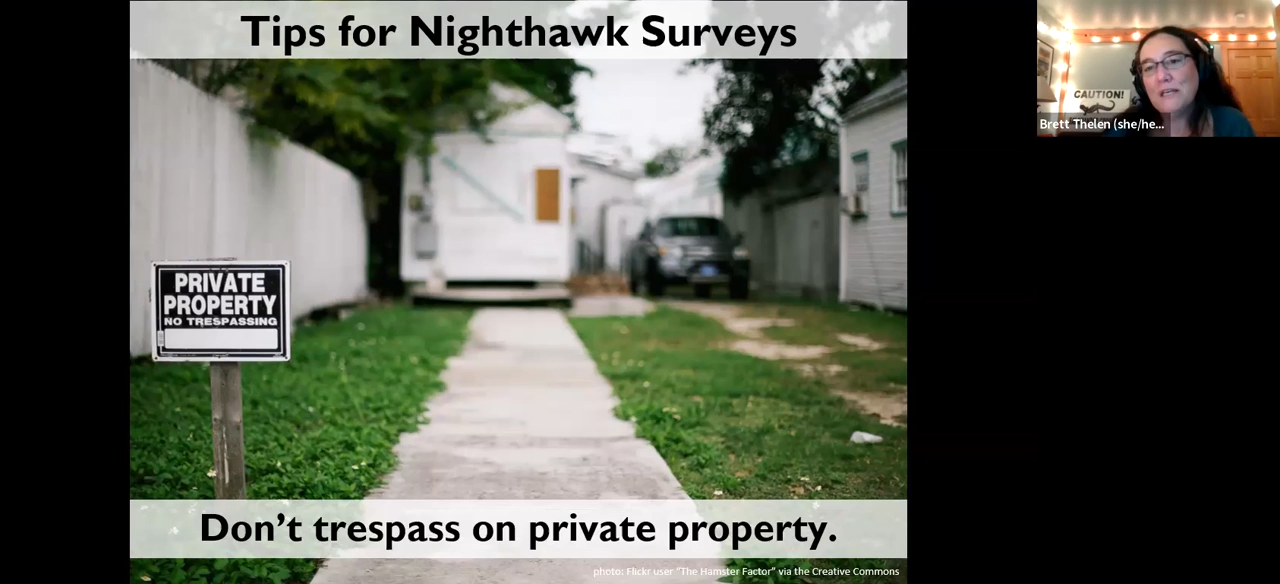 Tips for Nighthawk Surveys
CAUTION!
Brett Thelen (she/he...
PRIVATE
PROPERTY
NO TRESPASSING
Don't trespass on private property.
photo: Flickr user "The Hamster Factor" via the Creative Commons